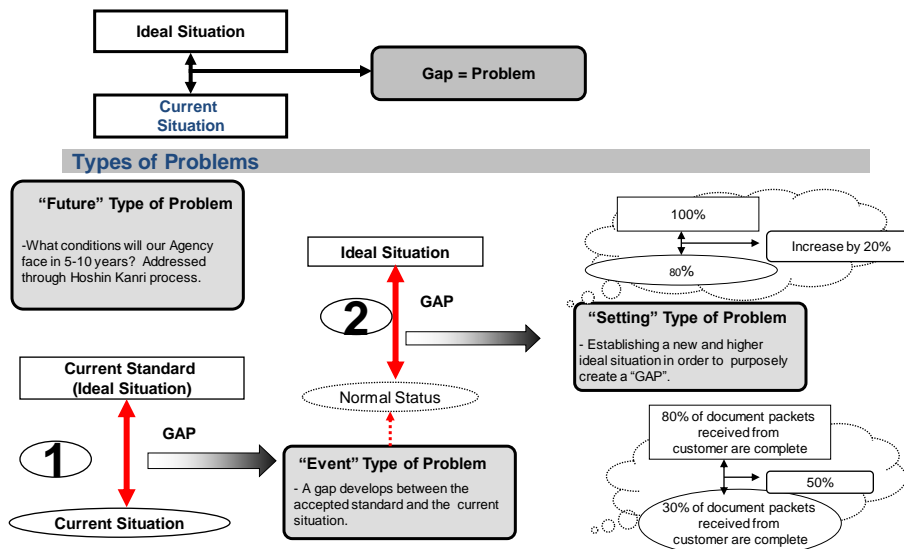 Ideal Situation
Gap = Problem
Current
Situation
Types of Problems
“Future” Type of Problem
-What conditions will our Agency
face in 5-10 years?  Addressed
through Hoshin Kanri process.
Ideal Situation
2
GAP
Normal Status
100%
Increase by 20%
80%
“Setting” Type of Problem
- Establishing a new and higher
ideal situation in order to  purposely
create a “GAP”.
Current Standard
(Ideal Situation)
1
GAP
Current Situation
“Event” Type of Problem
- A gap develops between the
accepted standard and the  current
situation.
80% of document packets
received from
customer are complete
50%
30% of document packets
received from
customer are complete